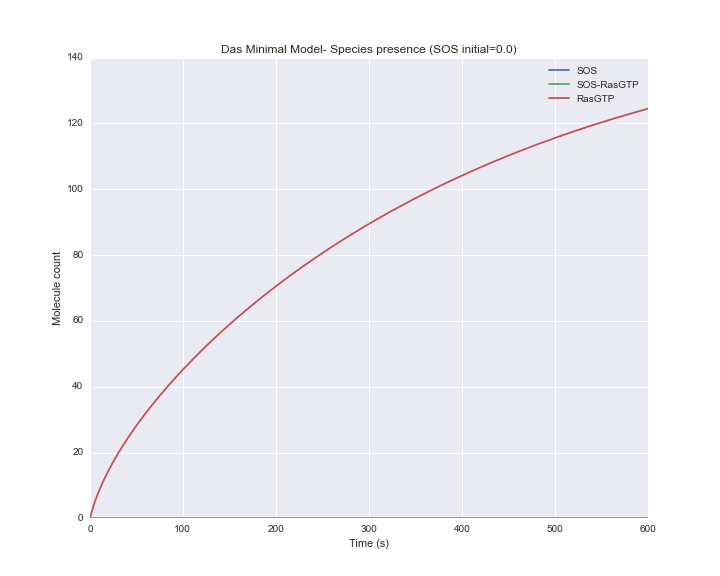 Das Minimal Model- Species presence (SOS initial=0.0)
140
120
100
80
60
40
20
0
Molecule count
SOS
SOS-RasGTP
RasGTP
0 100 200 300 400 500 600
Time (s)